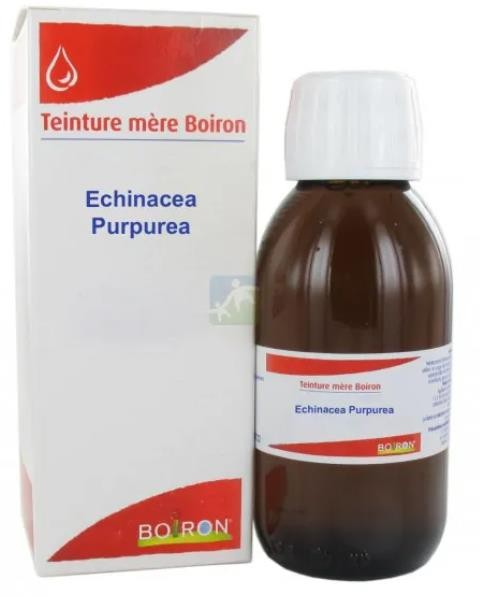 Teinture mère Boiron
Echinacea
Purpurea
BOIRON
Teinture mère Boiron
Echinacea Purpurea
BOIRON